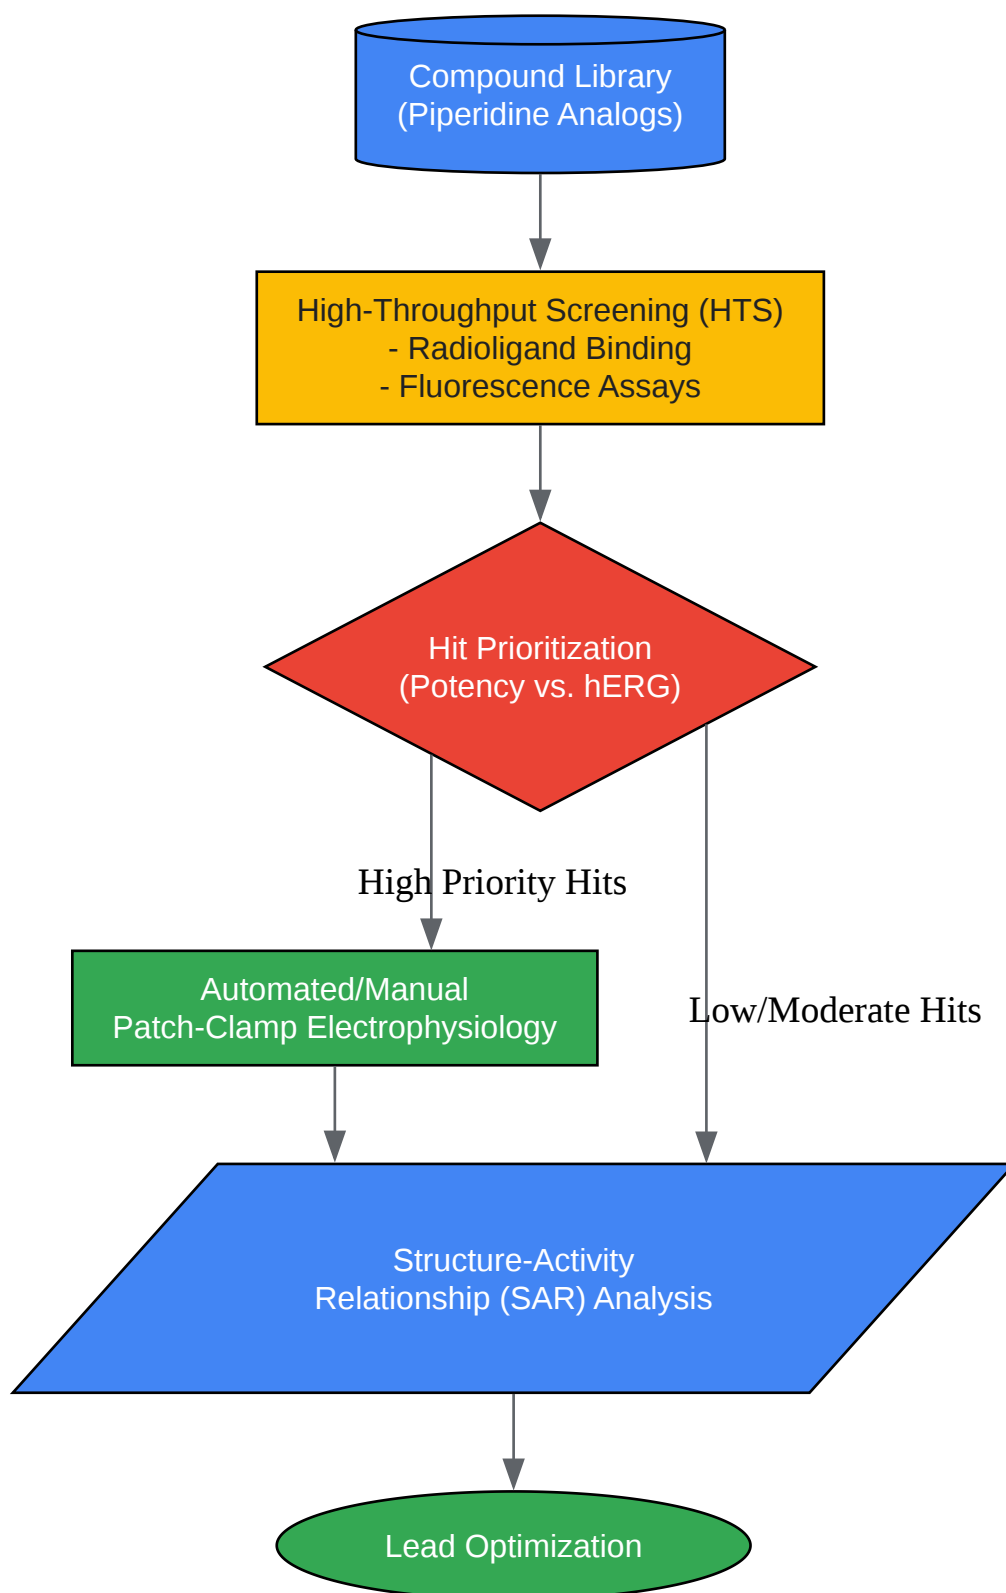 Compound Library
(Piperidine Analogs)
High-Throughput Screening (HTS)
- Radioligand Binding
- Fluorescence Assays
Hit Prioritization
(Potency vs. hERG)
High Priority Hits
Automated/Manual
Patch-Clamp Electrophysiology
Low/Moderate Hits
Structure-Activity
Relationship (SAR) Analysis
Lead Optimization